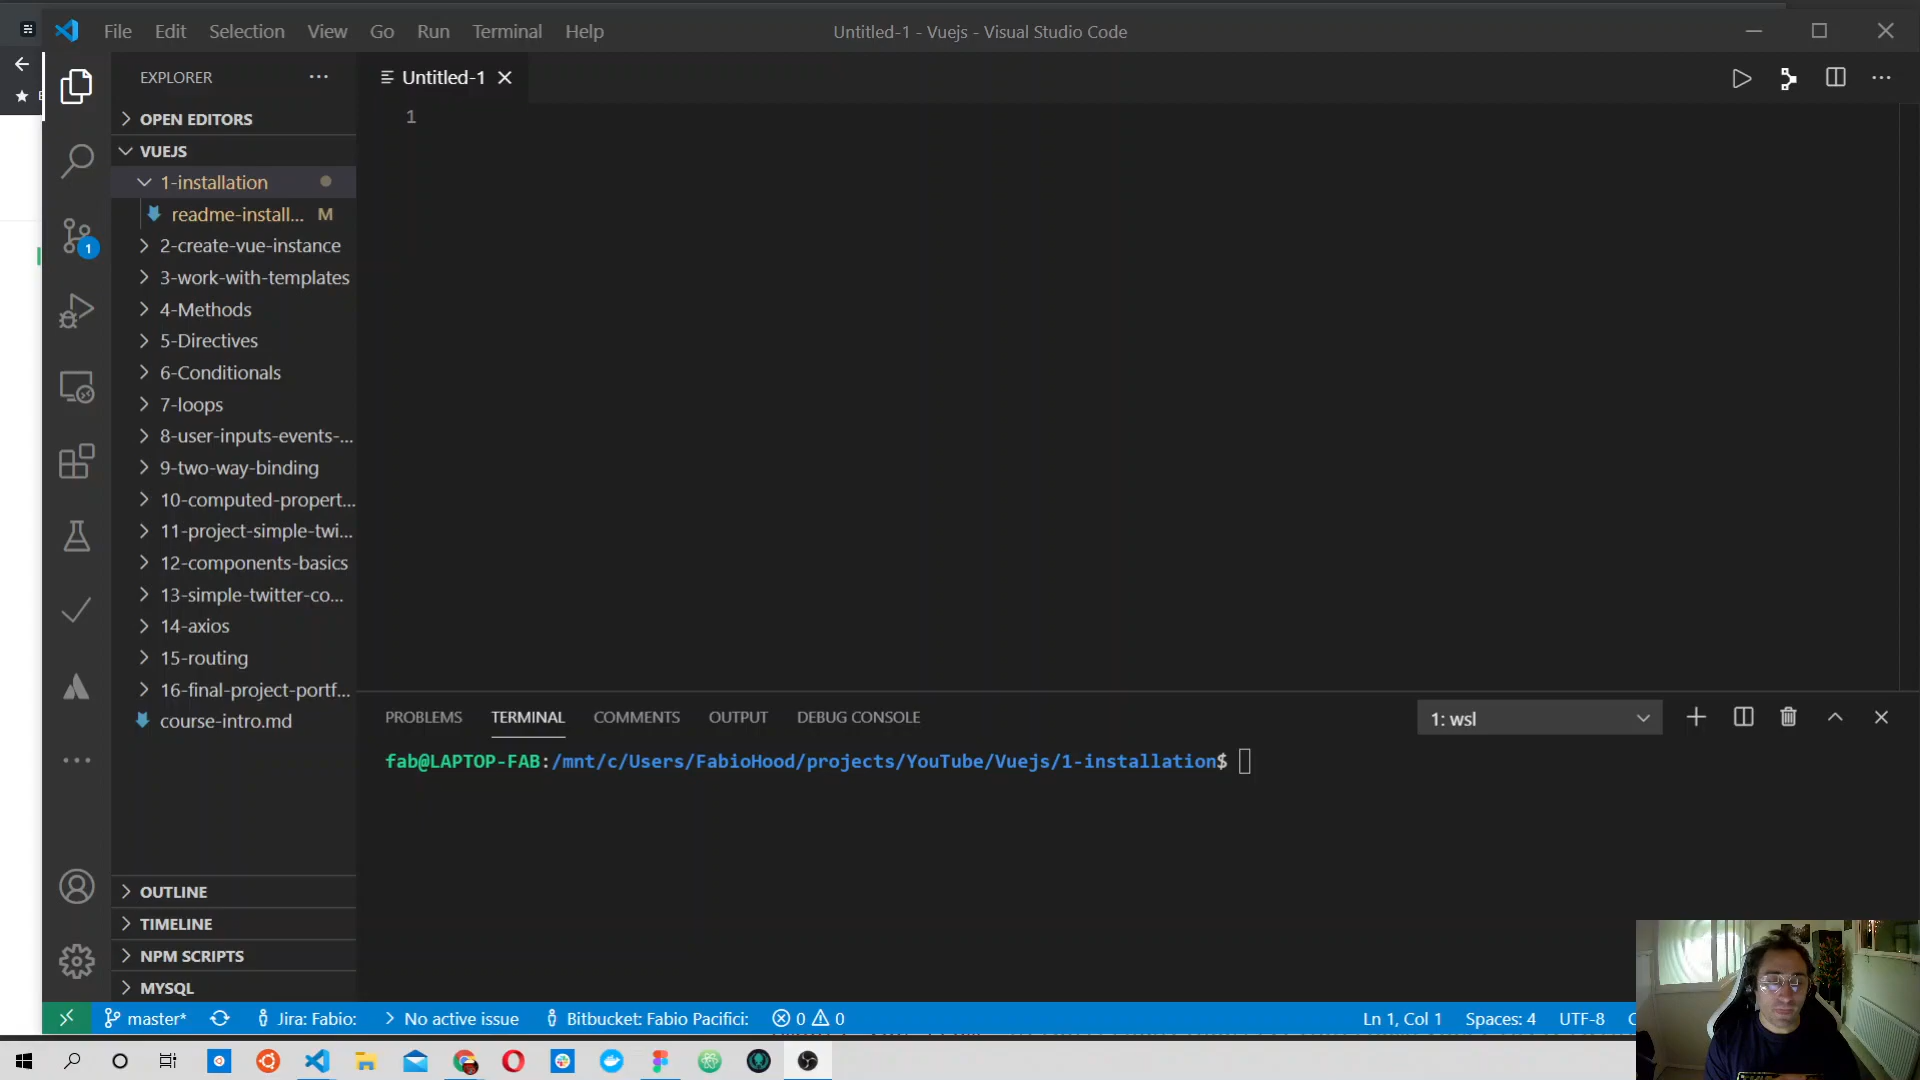 File Edit Selection View Go Run Terminal Help
Untitled-1 - Vuejs - Visual Studio Code
EXPLORER
Untitled-1
1
OPEN EDITORS
VUEJS
1-installation
readme-install... M
2-create-vue-instance
3-work-with-templates
4-Methods
5-Directives
6-Conditionals
7-loops
8-user-inputs-events-...
9-two-way-binding
10-computed-propert...
11-project-simple-twi...
12-components-basics
13-simple-twitter-co...
14-axios
15-routing
16-final-project-portf...
course-intro.md
1
PROBLEMS TERMINAL COMMENTS OUTPUT DEBUG CONSOLE
1: wsl
fab@LAPTOP-FAB:/mnt/c/Users/FabioHood/projects/YouTube/Vuejs/1-installation$
OUTLINE
TIMELINE
NPM SCRIPTS
MYSQL
master* Jira: Fabio: No active issue Bitbucket: Fabio Pacifici: 0 0 Ln 1, Col 1 Spaces: 4 UTF-8